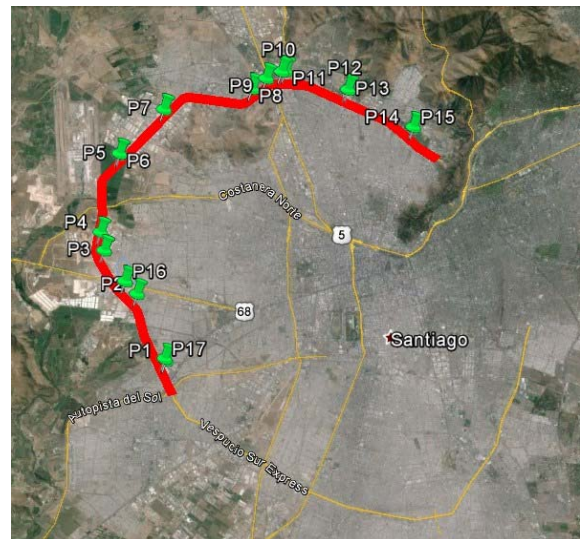 P10
P12
P9
P11
P8
P13
P7
P14
P15
P5
P6
Costanera Norte
P4
5
P3
P2
P16
68
Santiago
P1
P17
Autopista del Sol
Vespucio Sur Express